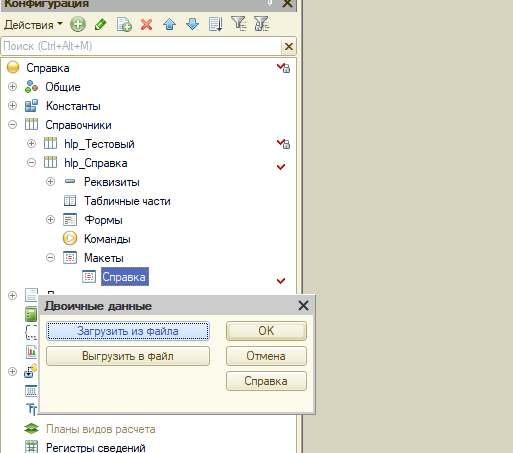 Конфигурация
Действия
Поиск (Ctrl+Alt+M)
Справка
Общие
Константы
Справочники
hlp_Тестовый
hlp_Справка
Реквизиты
Табличные части
Формы
Команды
Макеты
Справка
Двоичные данные
Загрузить из файла
OK
Выгрузить в файл
Отмена
Справка
Планы видов расчета
Регистры сведений